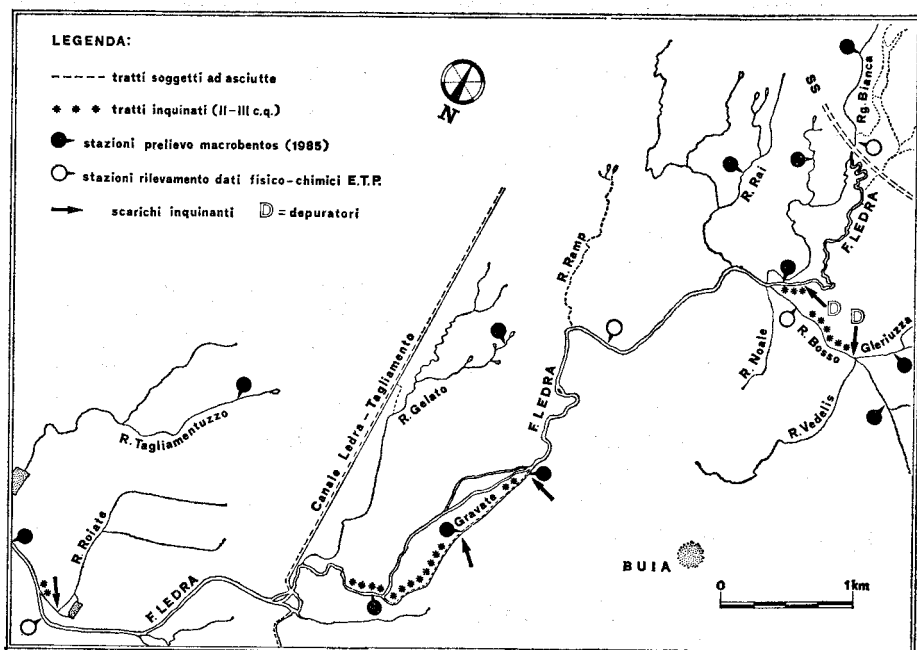 LEGENDA:
tratti soggetti ad asciutte
tratti inquinati (II-III c.q.)
stazioni prelievo macrobentos (1985)
stazioni rilevamento dati fisico-chimici E.T.P.
scarichi inquinanti D = depuratori
N
SS
Rg. Bianca
R. Rai
F. LEDRA
R. Ramp
D
D
Gleriuzza
R. Bosso
R. Noale
R. Vedelis
Canale Ledra-Tagliamento
R. Gelato
F. LEDRA
R. Tagliamentuzzo
Gravate
R. Roiate
F. LEDRA
BUIA
0 1km